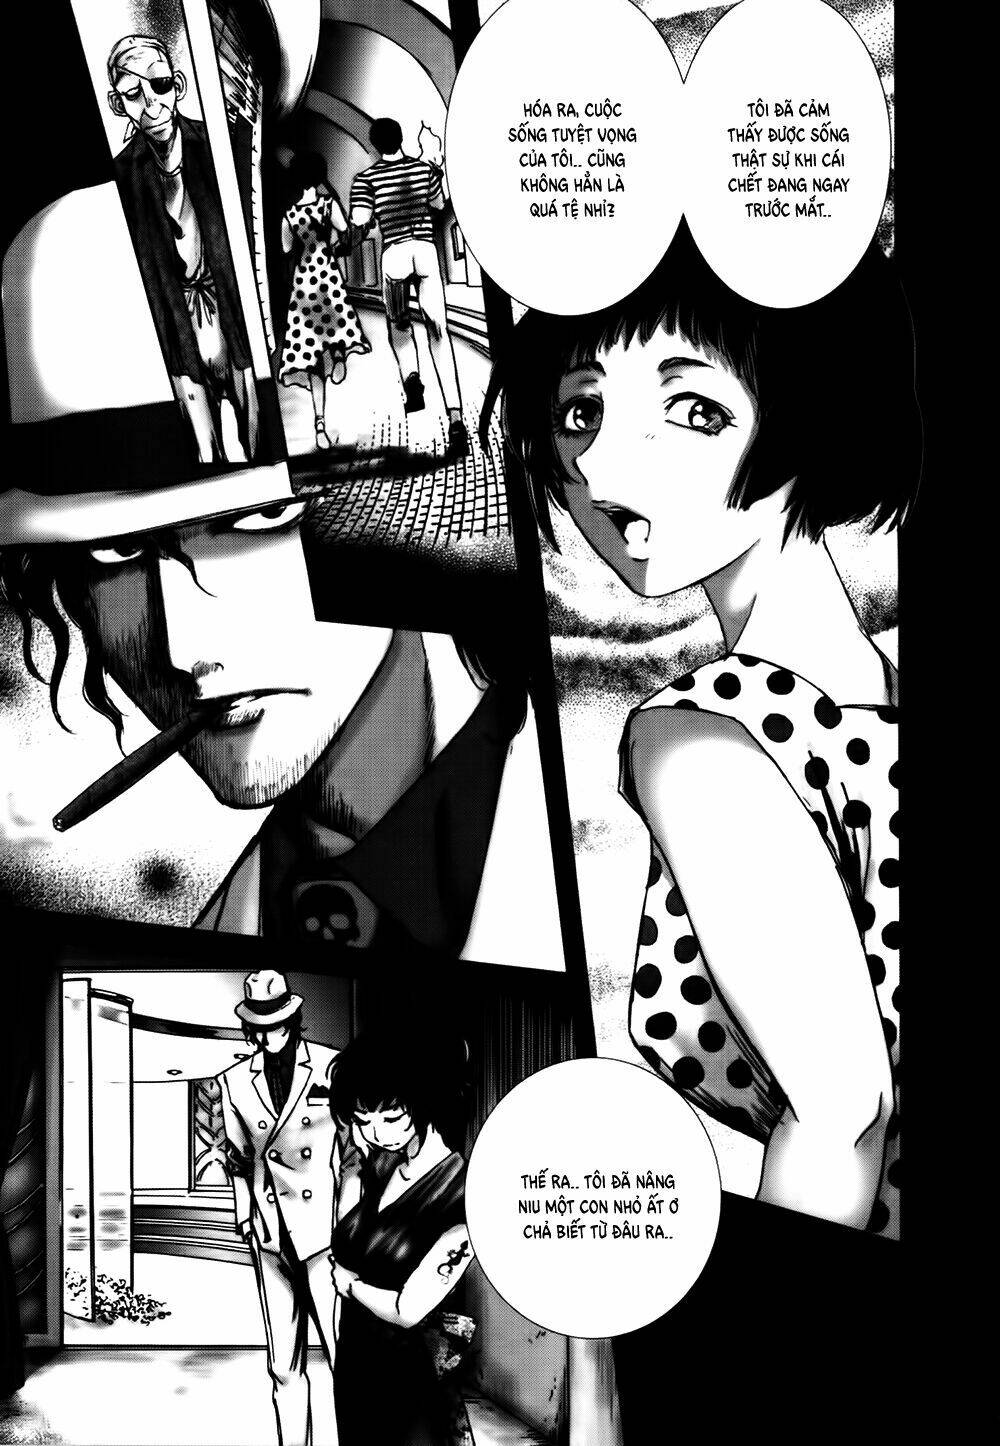 TÔI ĐÃ CẢM
THẤY ĐƯỢC SỐNG
THẬT SỰ KHI CÁI
CHẾT ĐANG NGAY
TRƯỚC MẮT..
HÓA RA, CUỘC
SỐNG TUYỆT VỌNG
CỦA TÔI.. CŨNG
KHÔNG HẲN LÀ
QUÁ TỆ NHỈ?
THẾ RA.. TÔI ĐÃ NÂNG
NIU MỘT CON NHỎ ẤT Ơ
CHẢ BIẾT TỪ ĐÂU RA..